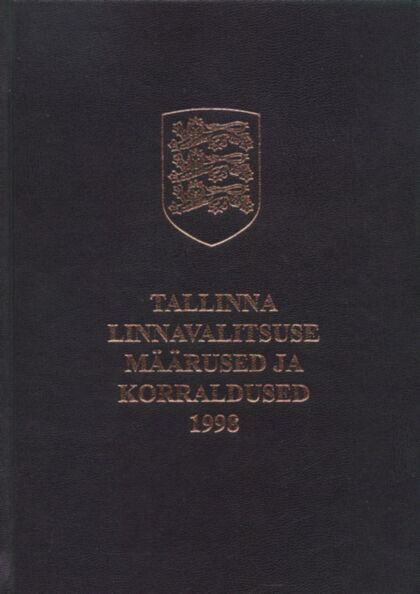 TALLINNA
LINNAVALITSUSE
MÄÄRUSED JA
KORRALDUSED
1998